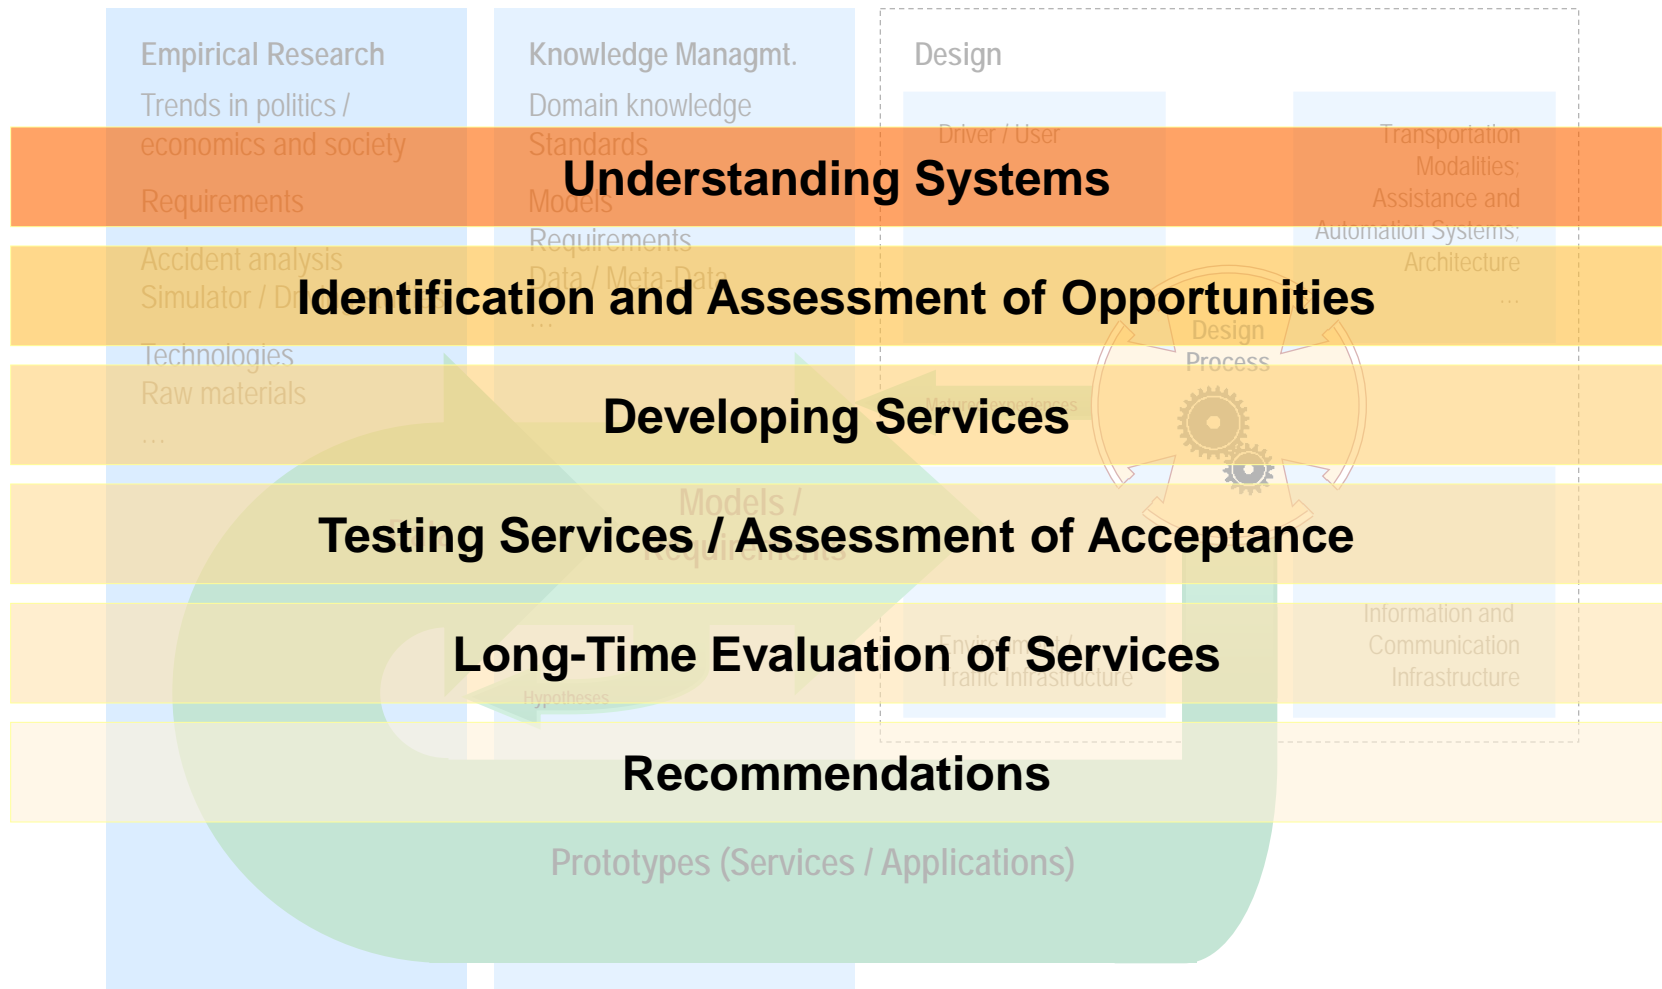 Empirical Research
Trends in politics /
economics and society
Requirements
Accident analysis
Simulator /
Technologies
Raw materials
…
Knowledge Managmt.
Domain knowledge
Standards
Models
Requirements
Data / Meta-Data
…
Design
Driver / User
Transportation
Modalities;
Assistance and
Automation Systems;
Architecture
…
Design
Process
Matured experiences
Models /
Requirements
Environment /
Traffic Infrastructure
Information and
Communication
Infrastructure
Hypotheses
Prototypes (Services / Applications)
Understanding Systems
Identification and Assessment of Opportunities
Developing Services
Testing Services / Assessment of Acceptance
Long-Time Evaluation of Services
Recommendations